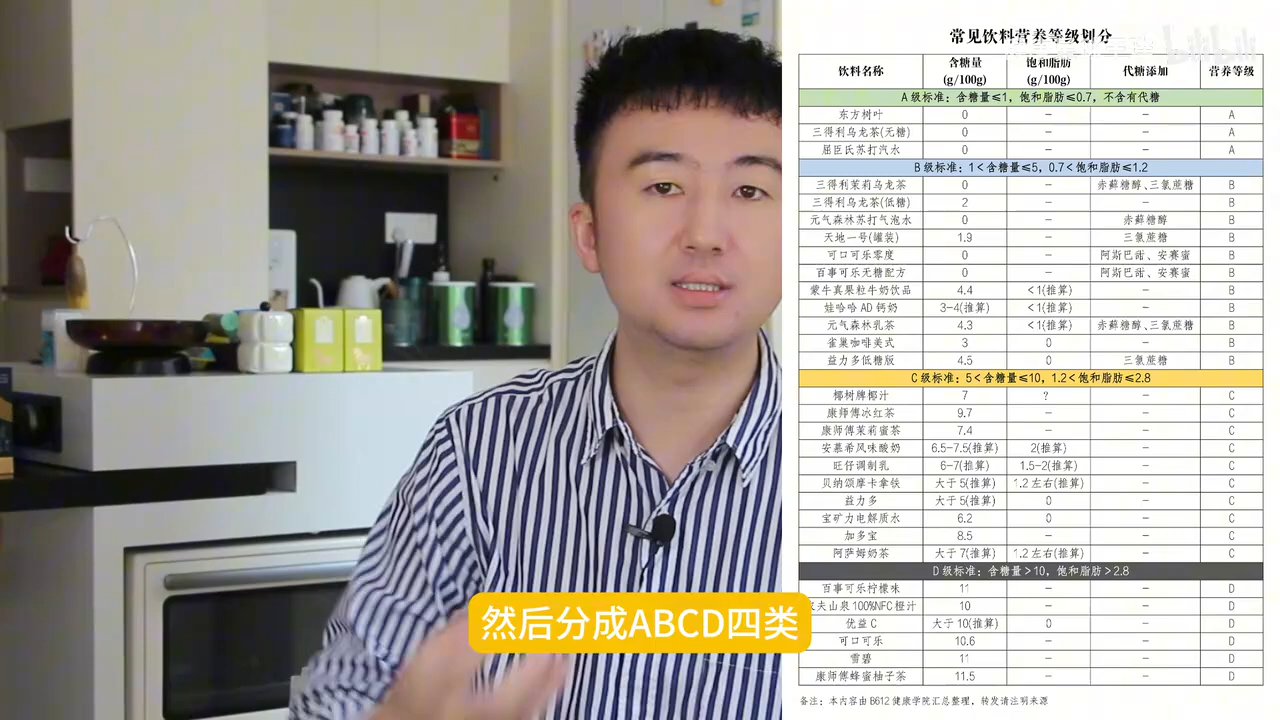 常见饮料营养等级划分
饮料名称 含糖量(g/100g) 饱和脂肪(g/100g) 代糖添加 营养等级
A级标准：含糖量≤1，饱和脂肪≤0.7，不含有代糖
东方树叶 0 — — A
三得利乌龙茶(无糖) 0 — — A
屈臣氏苏打汽水 0 — — A
B级标准：1<含糖量≤5，0.7<饱和脂肪≤1.2
三得利茉莉乌龙茶 0 — 赤藓糖醇、三氯蔗糖 B
三得利乌龙茶(低糖) 2 — — B
元气森林苏打气泡水 0 — 赤藓糖醇 B
天地一号(罐装) 1.9 — 三氯蔗糖 B
可口可乐零度 0 — 阿斯巴甜、安赛蜜 B
百事可乐无糖配方 0 — 阿斯巴甜、安赛蜜 B
蒙牛真果粒牛奶饮品 4.4 <1(推算) — B
娃哈哈AD钙奶 3-4(推算) <1(推算) — B
元气森林乳茶 4.3 <1(推算) 赤藓糖醇、三氯蔗糖 B
雀巢咖啡美式 3 0 — B
益力多低糖版 4.5 0 三氯蔗糖 B
C级标准：5<含糖量≤10，1.2<饱和脂肪≤2.8
椰树牌椰汁 7 ? — C
康师傅冰红茶 9.7 — — C
康师傅茉莉蜜茶 7.4 — — C
安慕希风味酸奶 6.5-7.5(推算) 2(推算) — C
旺仔调制乳 6-7(推算) 1.5-2(推算) — C
贝纳颂摩卡拿铁 大于5(推算) 1.2左右(推算) — C
益力多 大于5(推算) 0 — C
宝矿力电解质水 6.2 0 — C
加多宝 8.5 — — C
阿萨姆奶茶 大于7(推算) 1.2左右(推算) — C
D级标准：含糖量>10，饱和脂肪>2.8
百事可乐柠檬味 11 — — D
夫山泉100%NFC橙汁 10 — — D
优益C 大于10(推算) 0 — D
可口可乐 10.6 — — D
雪碧 11 — — D
康师傅蜂蜜柚子茶 11.5 — — D
备注：本内容由B612健康学院汇总整理，转发请注明来源
然后分成ABCD四类